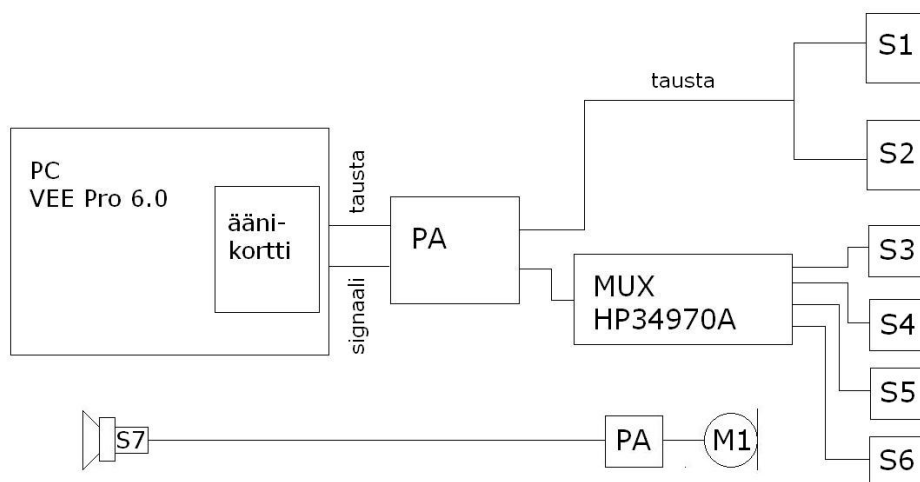 PC
VEE Pro 6.0
ääni-
kortti
tausta
signaali
PA
tausta
MUX
HP34970A
S1
S2
S3
S4
S5
S6
S7
PA
M1